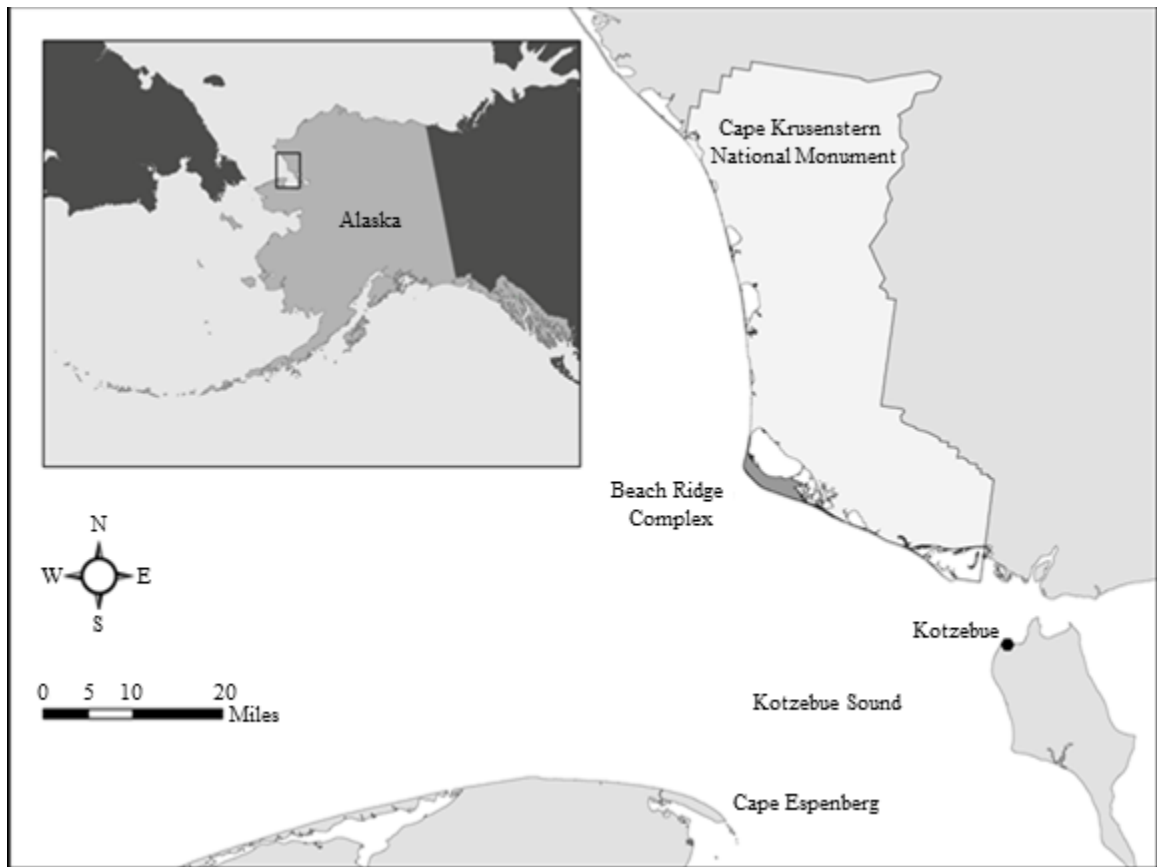 Cape Krusenstern
National Monument
Alaska
Beach Ridge
Complex
N
W E
S
Kotzebue
0 5 10 20
Miles
Kotzebue Sound
Cape Espenberg